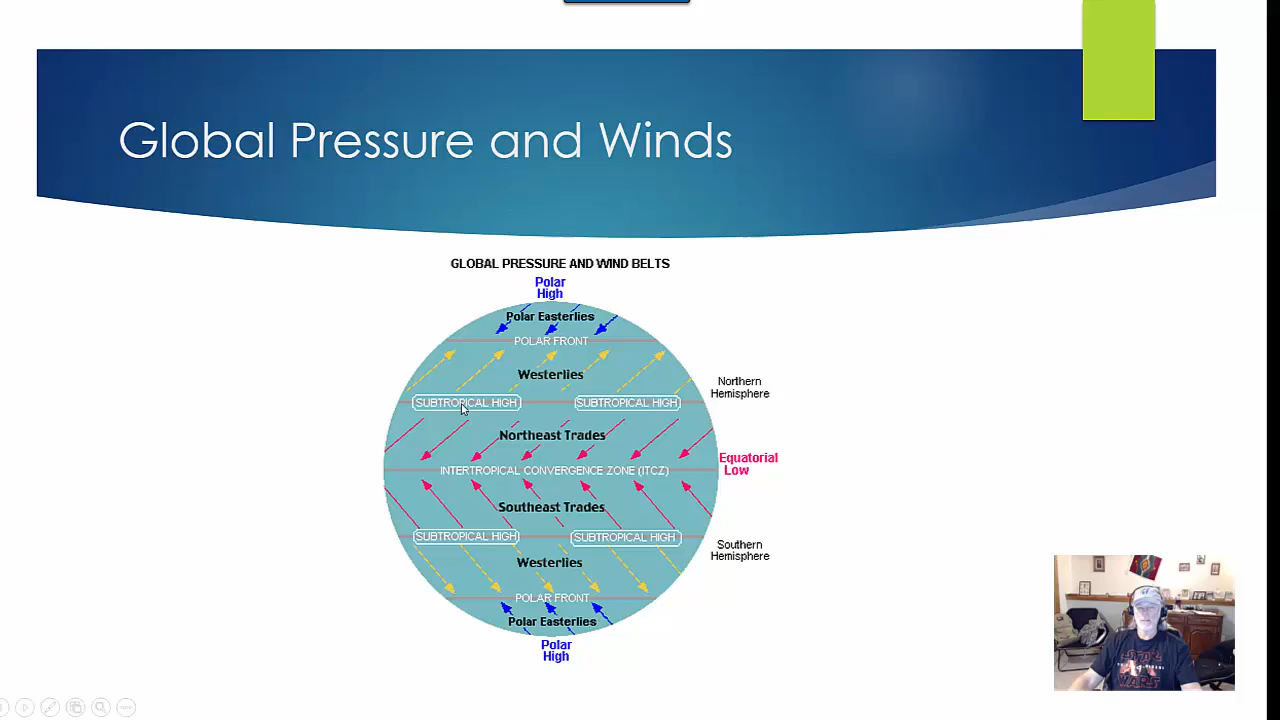 Global Pressure and Winds
GLOBAL PRESSURE AND WIND BELTS
Polar
High
Polar Easterlies
POLAR FRONT
Westerlies
Northern
Hemisphere
SUBTROPICAL HIGH
SUBTROPICAL HIGH
Northeast Trades
Equatorial
Low
INTERTROPICAL CONVERGENCE ZONE (ITCZ)
Southeast Trades
SUBTROPICAL HIGH
SUBTROPICAL HIGH
Southern
Hemisphere
Westerlies
POLAR FRONT
Polar Easterlies
Polar
High
STAR
WARS